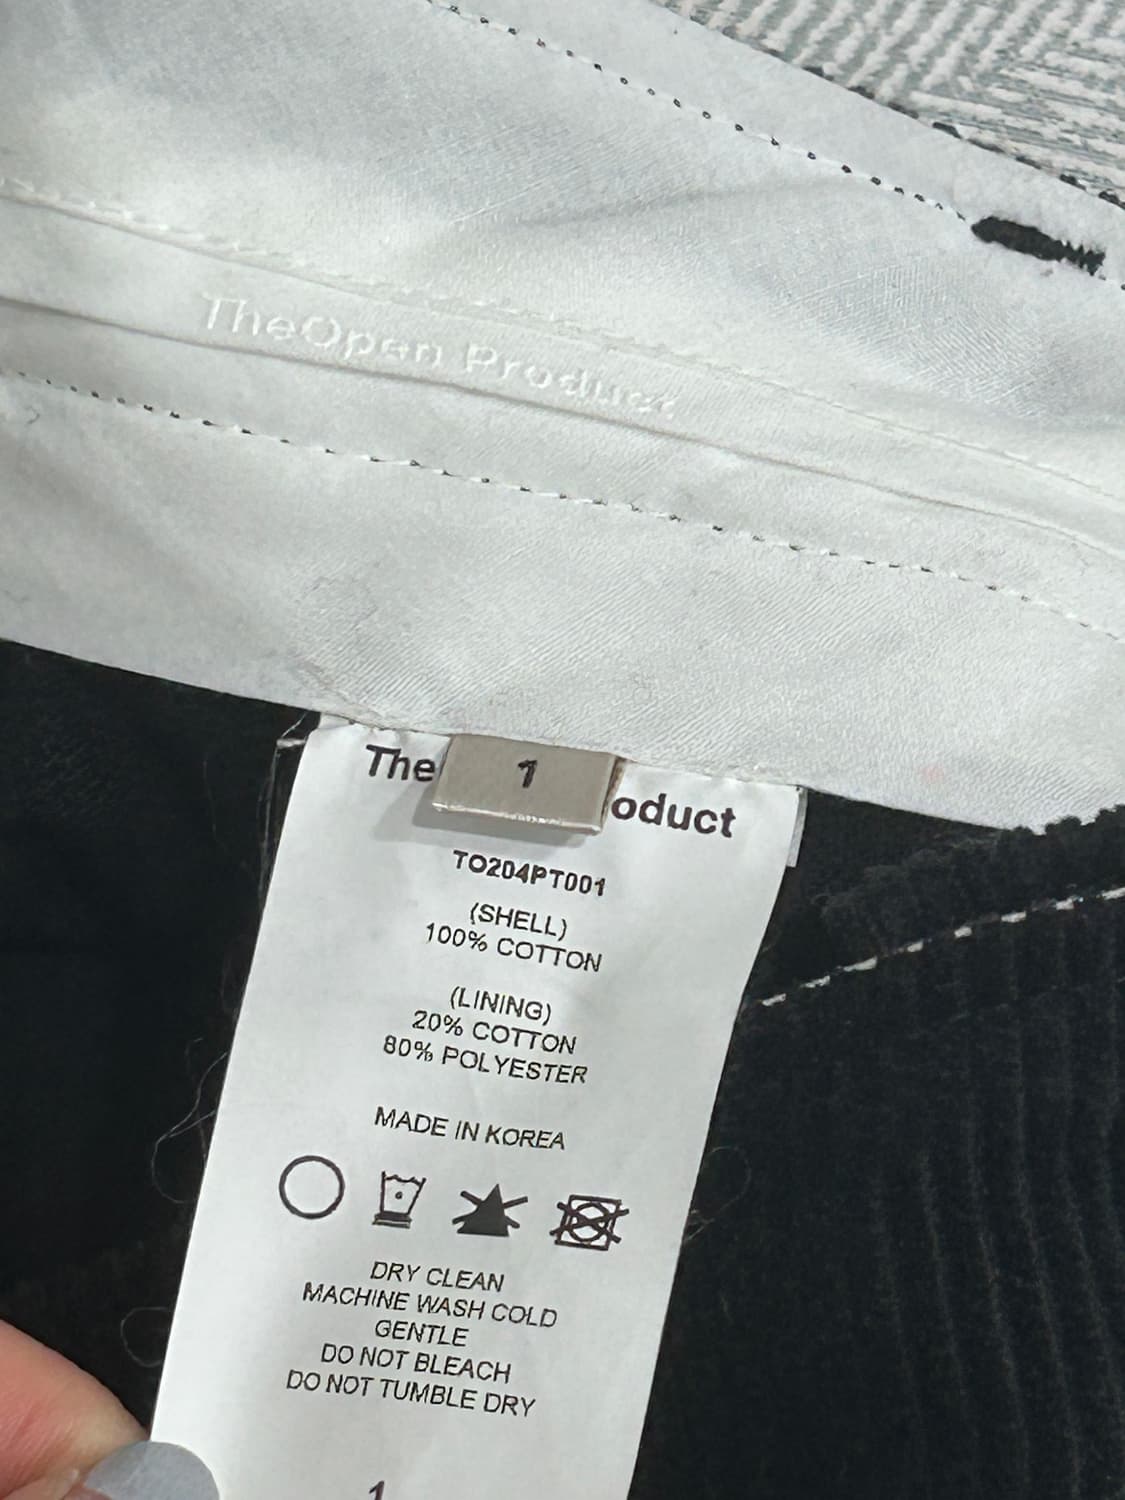 TheOpen Product
The
1
oduct
TO204PT001
(SHELL)
100% COTTON
(LINING)
20% COTTON
80% POLYESTER
MADE IN KOREA
DRY CLEAN
MACHINE WASH COLD
GENTLE
DO NOT BLEACH
DO NOT TUMBLE DRY
1